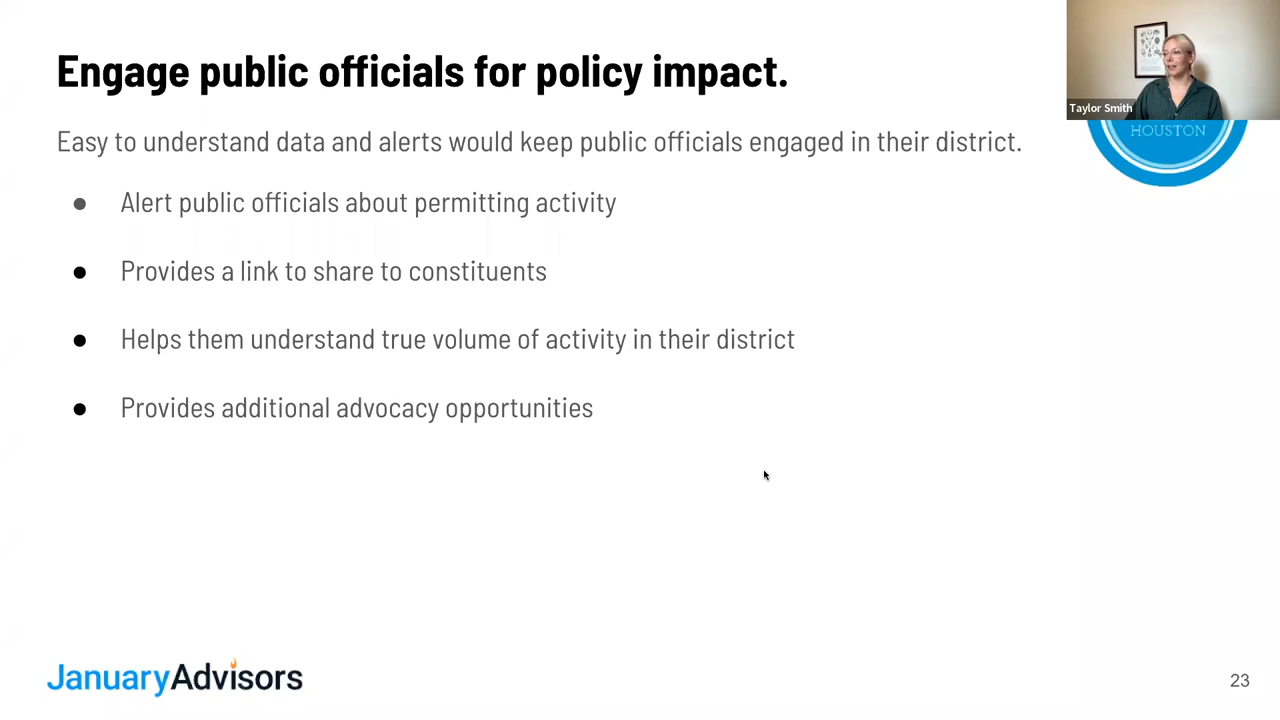 Engage public officials for policy impact.
Taylor Smith
HOUSTON
Easy to understand data and alerts would keep public officials engaged in their district.
● Alert public officials about permitting activity
● Provides a link to share to constituents
● Helps them understand true volume of activity in their district
● Provides additional advocacy opportunities
JanuaryAdvisors
23